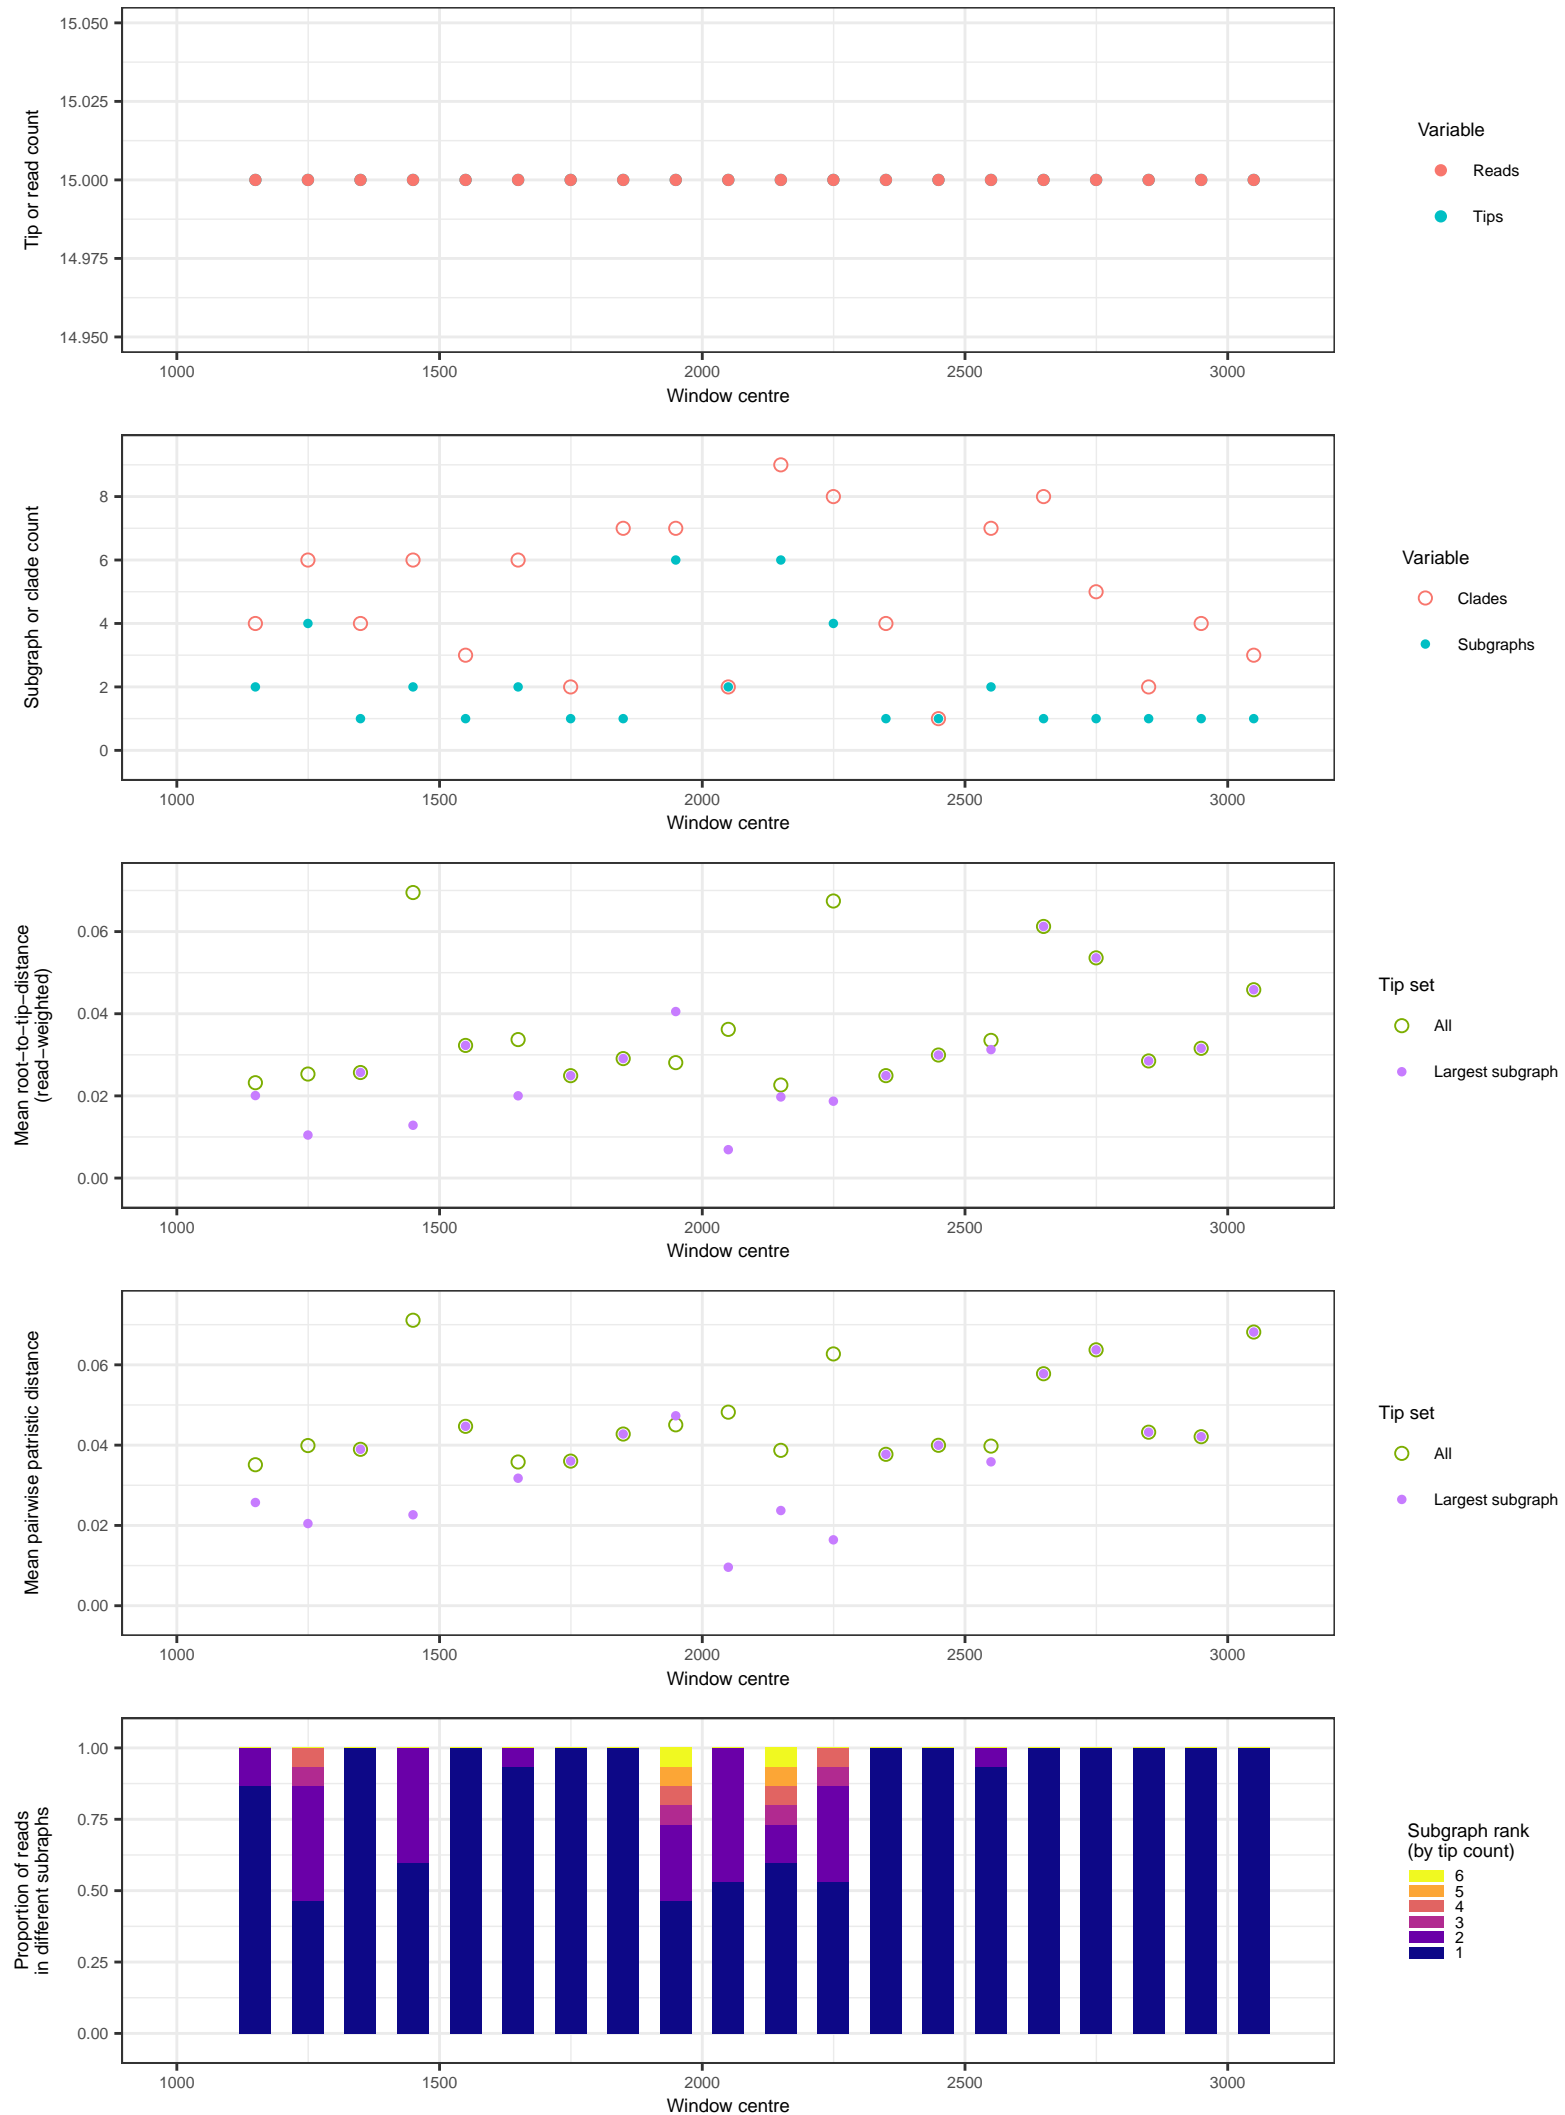 15.050
15.025
15.000
14.975
14.950
Tip or read count
1000 1500 2000 2500 3000
Window centre
Variable
Reads
Tips
8
6
4
2
0
Subgraph or clade count
1000 1500 2000 2500 3000
Window centre
Variable
Clades
Subgraphs
0.06
0.04
0.02
0.00
Mean root−to−tip−distance
(read−weighted)
1000 1500 2000 2500 3000
Window centre
Tip set
All
Largest subgraph
0.06
0.04
0.02
0.00
Mean pairwise patristic distance
1000 1500 2000 2500 3000
Window centre
Tip set
All
Largest subgraph
1.00
0.75
0.50
0.25
0.00
Proportion of reads
in different subraphs
1000 1500 2000 2500 3000
Window centre
Subgraph rank
(by tip count)
6
5
4
3
2
1